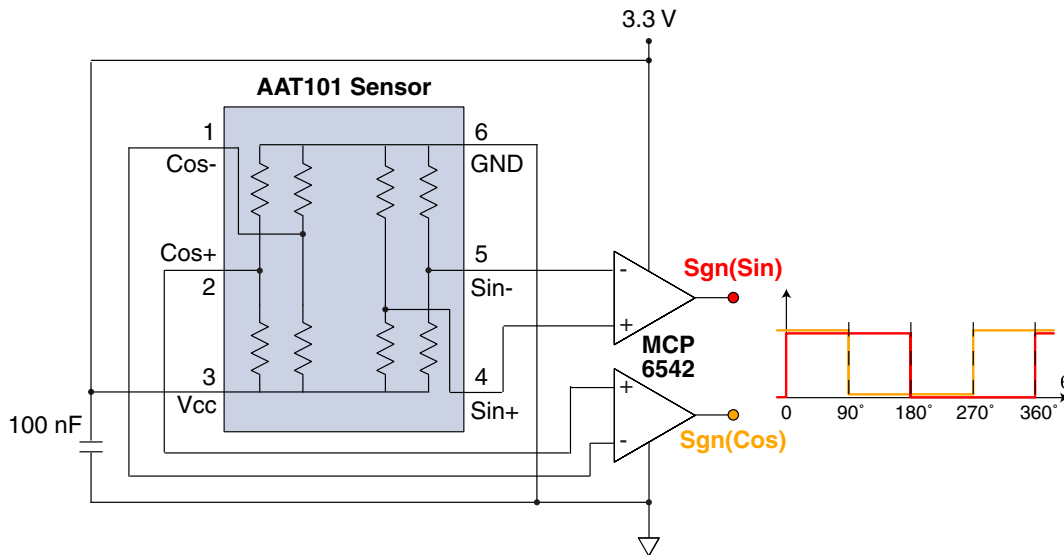 3.3 V
AAT101 Sensor
1
Cos-
6
GND
Cos+
2
5
Sin-
3
Vcc
4
Sin+
100 nF
-
+
MCP
6542
+
-
Sgn(Sin)
Sgn(Cos)
0 90° 180° 270° 360°